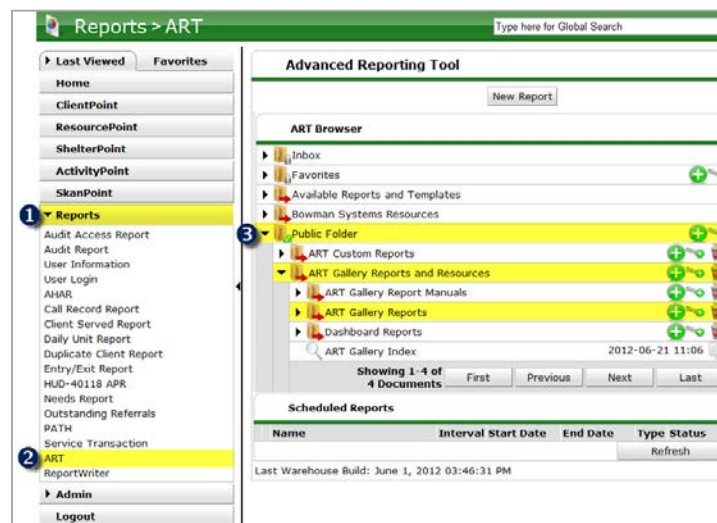 Reports > ART
Type here for Global Search
Last Viewed Favorites
Home
ClientPoint
ResourcePoint
ShelterPoint
ActivityPoint
SkanPoint
1 Reports
Audit Access Report
Audit Report
User Information
User Login
AHAR
Call Record Report
Client Served Report
Daily Unit Report
Duplicate Client Report
Entry/Exit Report
HUD-40118 APR
Needs Report
Outstanding Referrals
PATH
Service Transaction
2 ART
ReportWriter
Admin
Logout
Advanced Reporting Tool
New Report
ART Browser
Inbox
Favorites
Available Reports and Templates
Bowman Systems Resources
3 Public Folder
ART Custom Reports
ART Gallery Reports and Resources
ART Gallery Report Manuals
ART Gallery Reports
Dashboard Reports
ART Gallery Index 2012-06-21 11:06
Showing 1-4 of
4 Documents First Previous Next Last
Scheduled Reports
Name Interval Start Date End Date Type Status
Refresh
Last Warehouse Build: June 1, 2012 03:46:31 PM